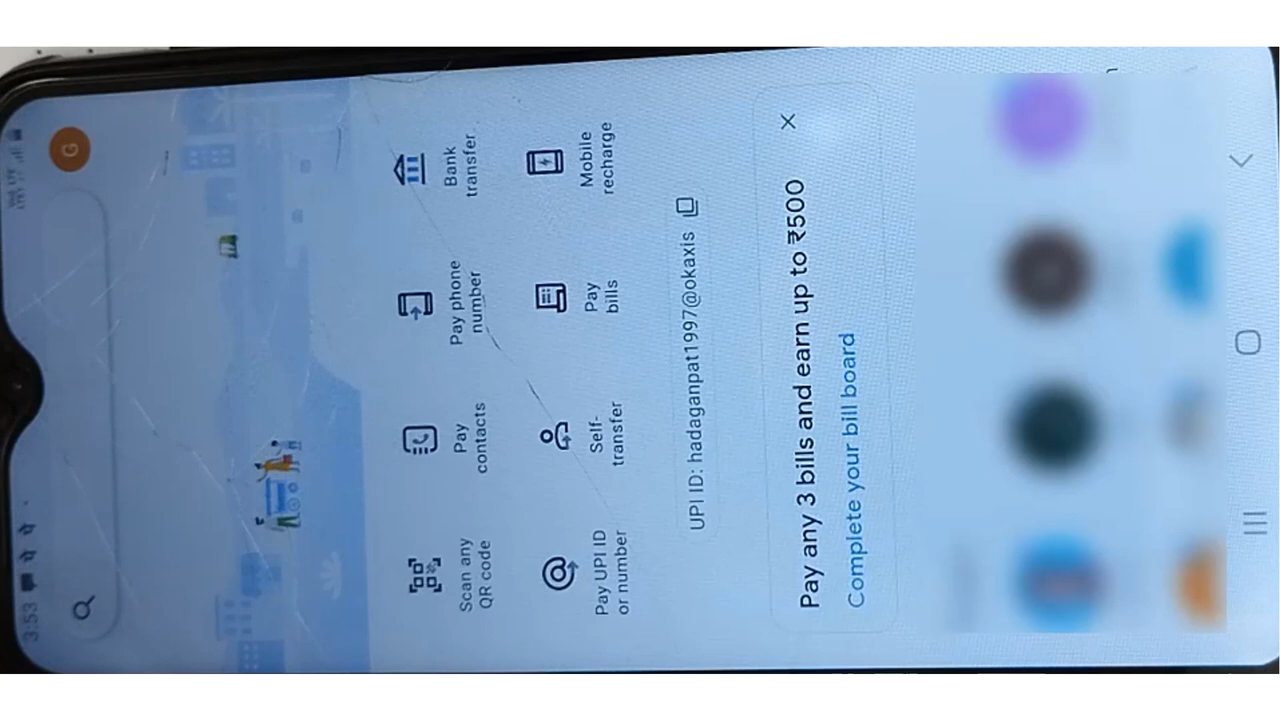 3:53
G
Scan any
QR code
Pay
contacts
Pay phone
number
Bank
transfer
Pay UPI ID
or number
Self-
transfer
Pay
bills
Mobile
recharge
UPI ID: hadaganpat1997@okaxis
Pay any 3 bills and earn up to ₹500
Complete your bill board